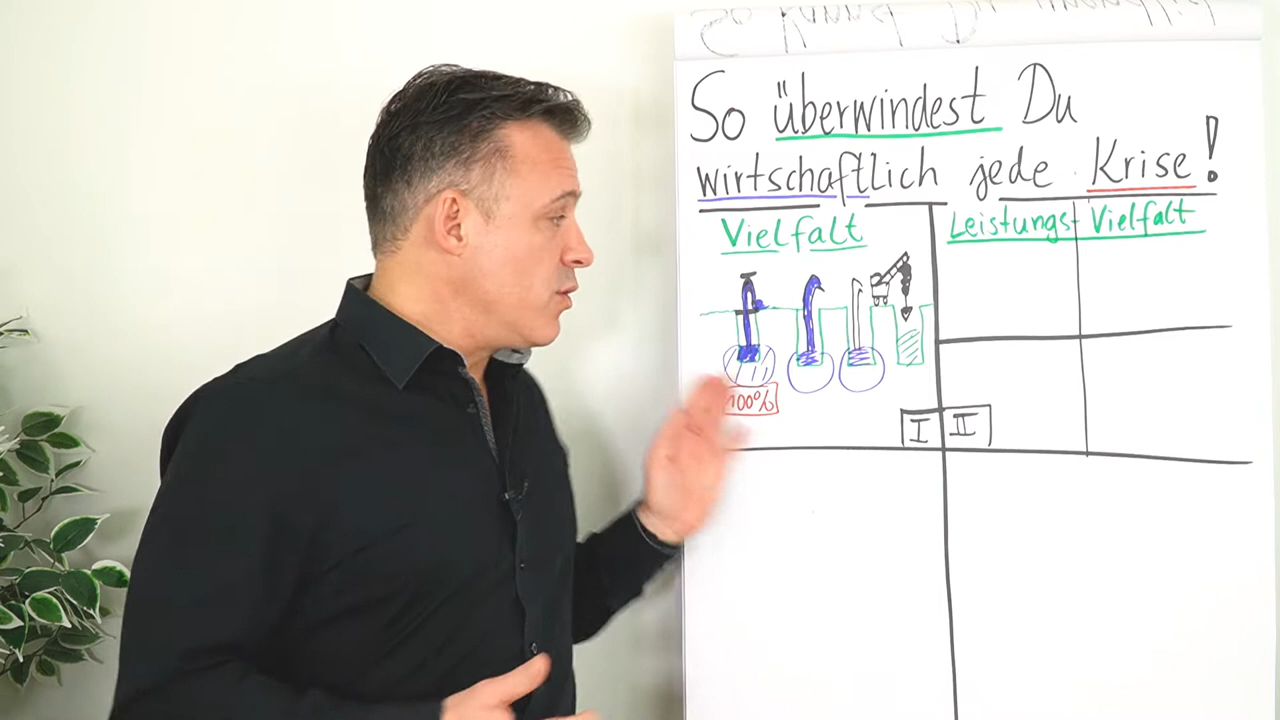 So überwindest Du
wirtschaftlich jede Krise!
Vielfalt
Leistungs-Vielfalt
100%
I
II